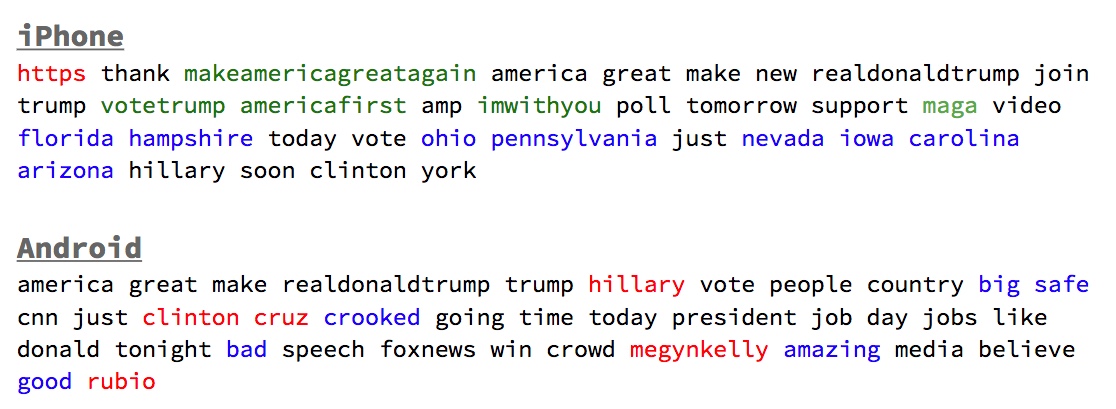 iPhone
https thank makeamericagreatagain america great make new realdonaldtrump join
trump votetrump americafirst amp imwithyou poll tomorrow support maga video
florida hampshire today vote ohio pennsylvania just nevada iowa carolina
arizona hillary soon clinton york
Android
america great make realdonaldtrump trump hillary vote people country big safe
cnn just clinton cruz crooked going time today president job day jobs like
donald tonight bad speech foxnews win crowd megynkelly amazing media believe
good rubio